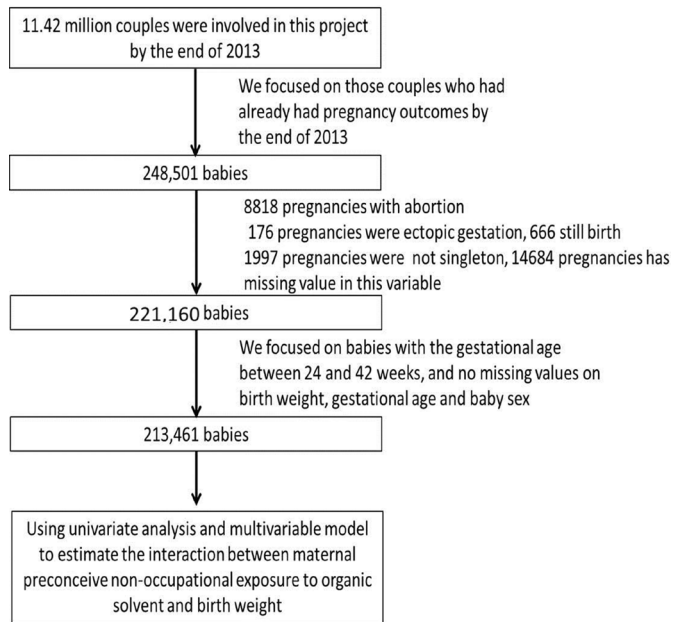 11.42 million couples were involved in this project
by the end of 2013
We focused on those couples who had
already had pregnancy outcomes by
the end of 2013
248,501 babies
8818 pregnancies with abortion
176 pregnancies were ectopic gestation, 666 still birth
1997 pregnancies were not singleton, 14684 pregnancies has
missing value in this variable
221,160 babies
We focused on babies with the gestational age
between 24 and 42 weeks, and no missing values on
birth weight, gestational age and baby sex
213,461 babies
Using univariate analysis and multivariable model
to estimate the interaction between maternal
preconceive non-occupational exposure to organic
solvent and birth weight